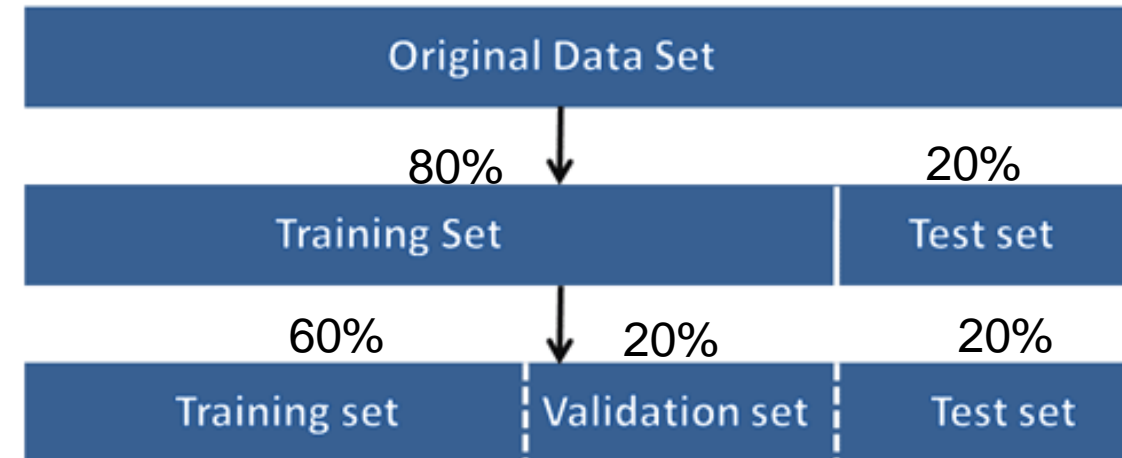 Original Data Set
80% 20%
Training Set Test set
60% 20% 20%
Training set Validation set Test set